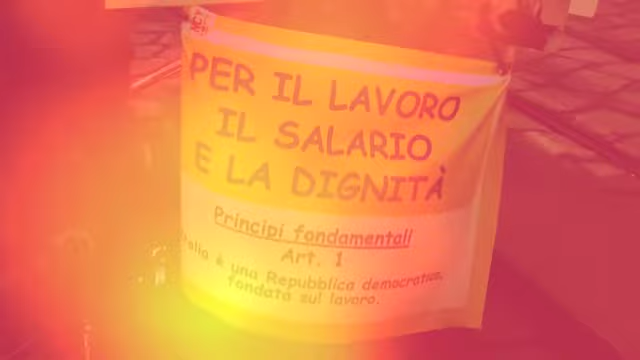 PER IL LAVORO
IL SALARIO
E LA DIGNITÀ
Principi fondamentali
Art. 1
è una Repubblica democratica,
fondata sul lavoro.